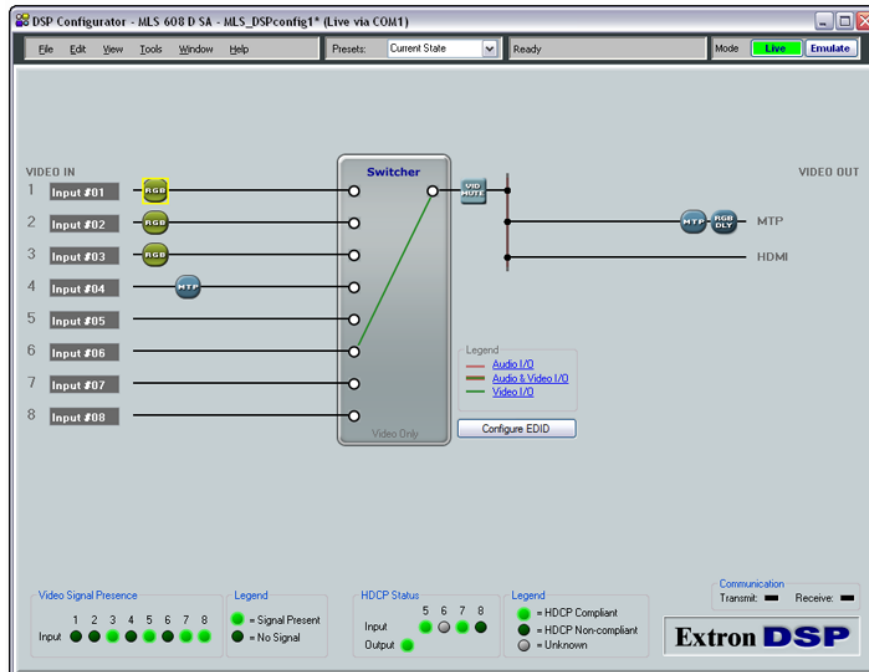 DSP Configurator - MLS 608 D SA - MLS_DSPconfig1* (Live via COM1)
File Edit View Tools Window Help Presets: Current State Ready Mode Live Emulate
VIDEO IN
Switcher
VIDEO OUT
1 Input #01 RGB VID MUTE
2 Input #02 RGB MTP RGB DLY MTP
3 Input #03 RGB HDMI
4 Input #04 MTP
5 Input #05
6 Input #06
7 Input #07
8 Input #08
Video Only
Legend
Audio I/O
Audio & Video I/O
Video I/O
Configure EDID
Video Signal Presence
1 2 3 4 5 6 7 8
Input
Legend
= Signal Present
= No Signal
HDCP Status
5 6 7 8
Input
Output
Legend
= HDCP Compliant
= HDCP Non-compliant
= Unknown
Communication
Transmit: Receive:
Extron DSP